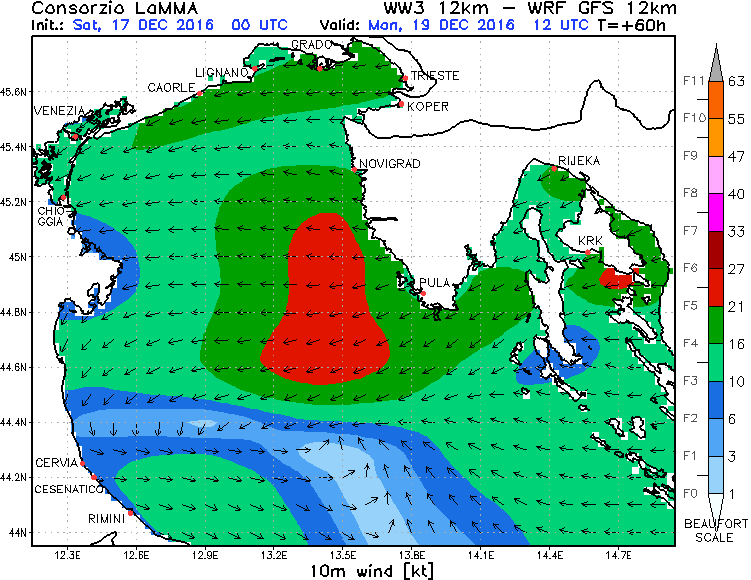 Consorzio LaMMA WW3 12km – WRF GFS 12km
Init.: Sat, 17 DEC 2016 00 UTC Valid: Mon, 19 DEC 2016 12 UTC T=+60h
GRADO
LIGNANO
TRIESTE
CAORLE
KOPER
VENEZIA
NOVIGRAD
RIJEKA
CHIO-
GGIA
KRK
PULA
CERVIA
CESENATICO
RIMINI
45.6N
45.4N
45.2N
45N
44.8N
44.6N
44.4N
44.2N
44N
12.3E 12.6E 12.9E 13.2E 13.5E 13.8E 14.1E 14.4E 14.7E
10m wind [kt]
F11 63
F10 55
F9 47
F8 40
F7 33
F6 27
F5 21
F4 16
F3 10
F2 6
F1 3
F0 1
BEAUFORT
SCALE